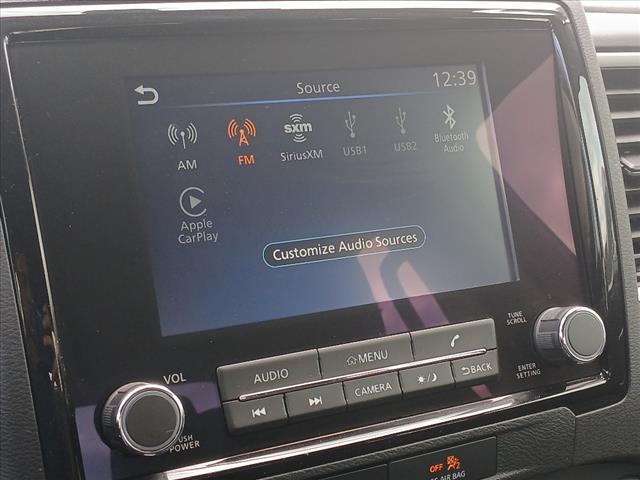 Source 12:39
AM FM sxm SiriusXM USB1 USB2 Bluetooth Audio
Apple CarPlay
Customize Audio Sources
TUNE
SCROLL
AUDIO MENU
VOL
CAMERA BACK
ENTER
SETTING
PUSH
POWER
OFF 2
AIR BAG